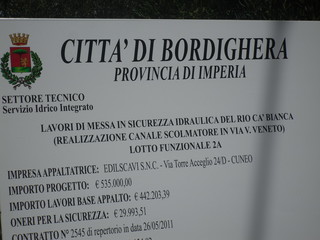 CITTA' DI BORDIGHERA
PROVINCIA DI IMPERIA
SETTORE TECNICO
Servizio Idrico Integrato
LAVORI DI MESSA IN SICUREZZA IDRAULICA DEL RIO CA' BIANCA
(REALIZZAZIONE CANALE SCOLMATORE IN VIA V. VENETO)
LOTTO FUNZIONALE 2A
IMPRESA APPALTATRICE: EDILSCAVI S.N.C. - Via Torre Acceglio 24/D - CUNEO
IMPORTO PROGETTO: € 535.000,00
IMPORTO LAVORI BASE APPALTO: € 442.203,39
ONERI PER LA SICUREZZA: € 29.993,51
CONTRATTO N° 2545 di repertorio in data 26/05/2011